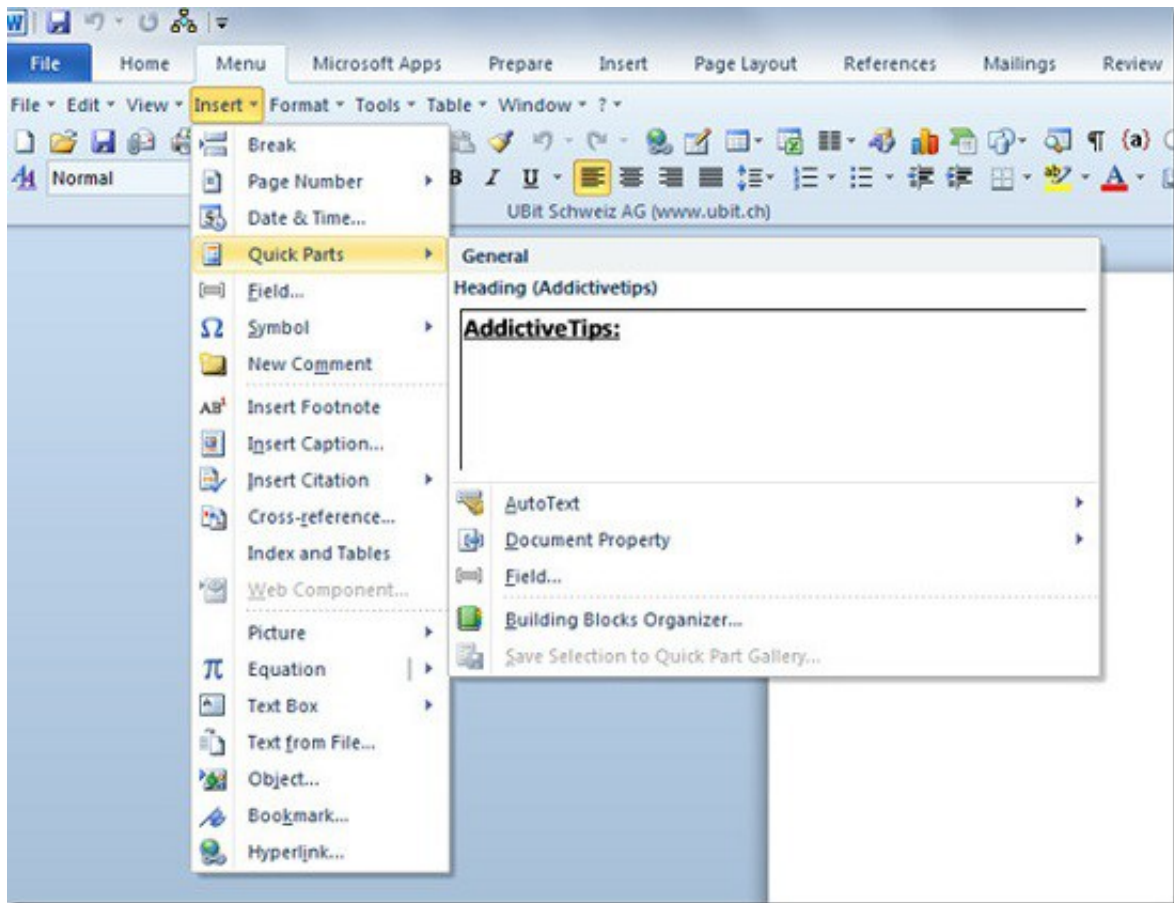 W
File Home Menu Microsoft Apps Prepare Insert Page Layout References Mailings Review
File Edit View Insert Format Tools Table Window ?
¶ {a}
Normal B I U A
UBit Schweiz AG (www.ubit.ch)
Break
Page Number
Date & Time...
Quick Parts
Field...
Symbol
New Comment
Insert Footnote
Insert Caption...
Insert Citation
Cross-reference...
Index and Tables
Web Component...
Picture
Equation
Text Box
Text from File...
Object...
Bookmark...
Hyperlink...
General
Heading (Addictivetips)
AddictiveTips:
AutoText
Document Property
Field...
Building Blocks Organizer...
Save Selection to Quick Part Gallery...